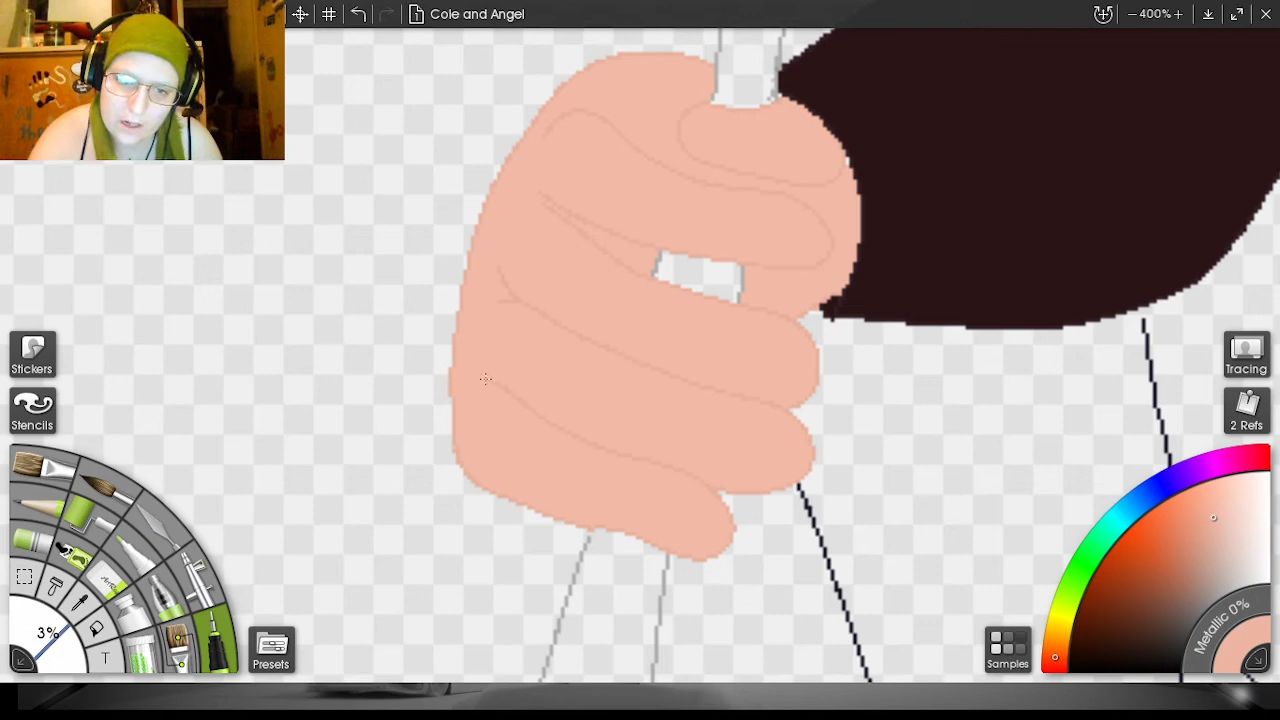 Cole and Angel
400%
Stickers
Stencils
Tracing
2 Refs
3%
T
Presets
Samples
Metallic 0%